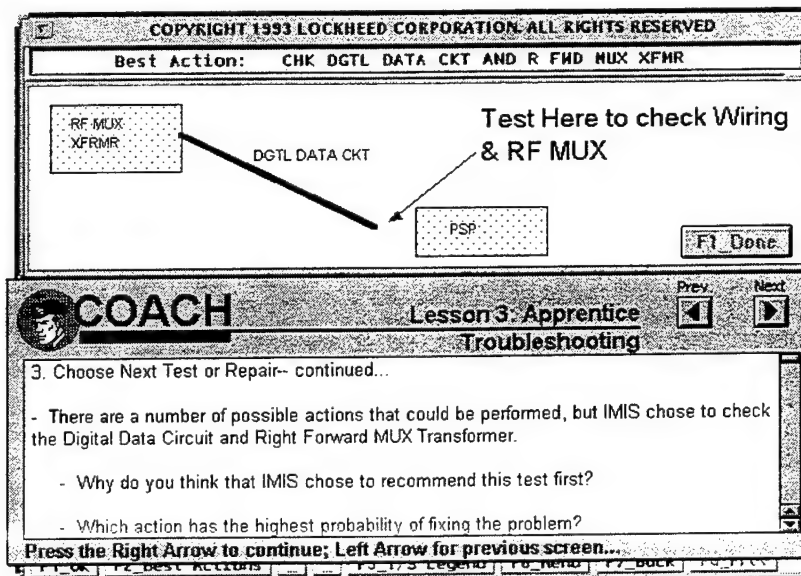 COPYRIGHT 1993 LOCKHEED CORPORATION. ALL RIGHTS RESERVED
Best Action: CHK DGTL DATA CKT AND R FWD MUX XFMR
RF MUX
XFRMR
DGTL DATA CKT
Test Here to check Wiring
& RF MUX
PSP
F1 Done
COACH
Lesson 3: Apprentice
Troubleshooting
Prev
Next
3. Choose Next Test or Repair-- continued...
- There are a number of possible actions that could be performed, but IMIS chose to check
the Digital Data Circuit and Right Forward MUX Transformer.
- Why do you think that IMIS chose to recommend this test first?
- Which action has the highest probability of fixing the problem?
Press the Right Arrow to continue; Left Arrow for previous screen...
F1 OK F2 Best Actions F5 T/S Legend F6 Menu F7 Back